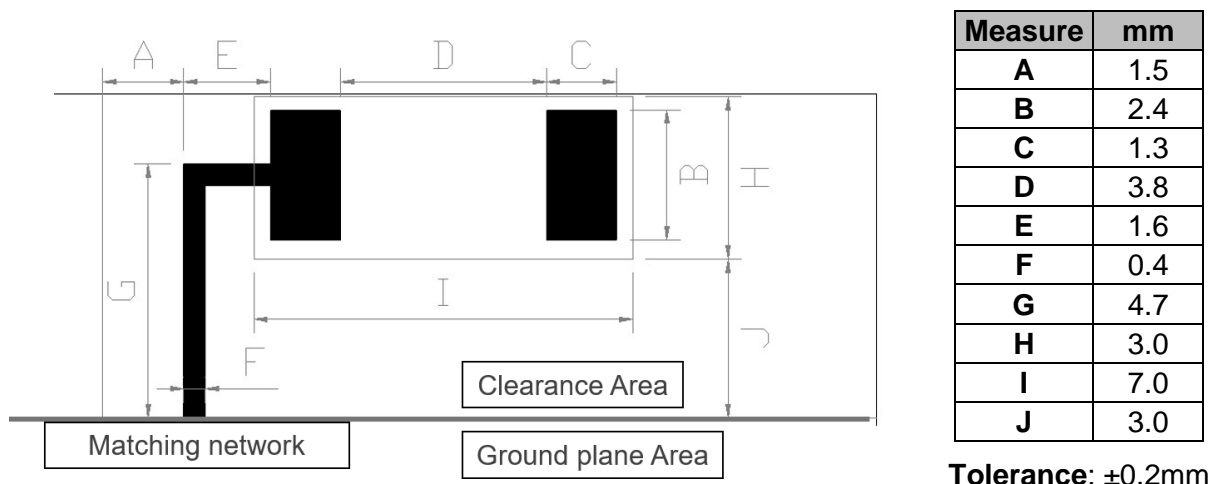 A
E
D
C
B
H
G
I
J
F
Clearance Area
Matching network
Ground plane Area
Measure mm
A 1.5
B 2.4
C 1.3
D 3.8
E 1.6
F 0.4
G 4.7
H 3.0
I 7.0
J 3.0
Tolerance: ±0.2mm